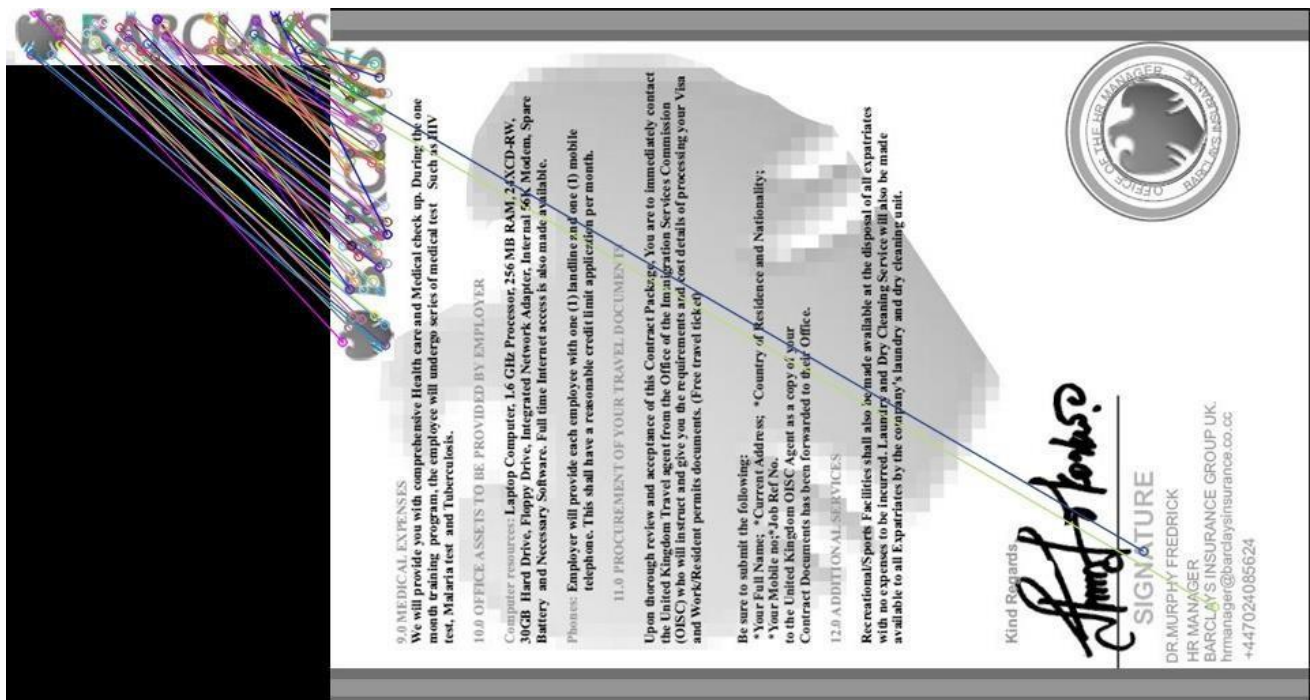 BARCLAYS
BARCLAYS
9.0 MEDICAL EXPENSES
We will provide you with comprehensive Health care and Medical check up. During the one
month training program, the employee will undergo series of medical test Such as HIV
test, Malaria test and Tuberculosis.
10.0 OFFICE ASSETS TO BE PROVIDED BY EMPLOYER
Computer resources: Laptop Computer, 1.6 GHz Processor, 256 MB RAM, 24XCD-RW,
30GB Hard Drive, Floppy Drive, Integrated Network Adapter, Internal 56K Modem, Spare
Battery and Necessary Software. Full time Internet access is also made available.
Phones: Employer will provide each employee with one (1) landline and one (1) mobile
telephone. This shall have a reasonable credit limit application per month.
11.0 PROCUREMENT OF YOUR TRAVEL DOCUMENTS
Upon thorough review and acceptance of this Contract Package, You are to immediately contact
the United Kingdom Travel agent from the Office of the Immigration Services Commission
(OISC) who will instruct and give you the requirements and cost details of processing your Visa
and Work/Resident permits documents. (Free travel ticket)
Be sure to submit the following:
*Your Full Name; *Current Address; *Country of Residence and Nationality;
*Your Mobile no;*Job Ref No.
to the United Kingdom OISC Agent as a copy of your
Contract Documents has been forwarded to their Office.
12.0 ADDITIONAL SERVICES
Recreational/Sports Facilities shall also be made available at the disposal of all expatriates
with no expenses to be incurred. Laundry and Dry Cleaning Service will also be made
available to all Expatriates by the company's laundry and dry cleaning unit.
Kind Regards
SIGNATURE
DR.MURPHY FREDRICK
HR MANAGER
BARCLAYS INSURANCE GROUP UK.
hrmanager@barclaysinsurance.co.cc
+447024085624
OFFICE OF THE HR MANAGER
BARCLAYS INSURANCE